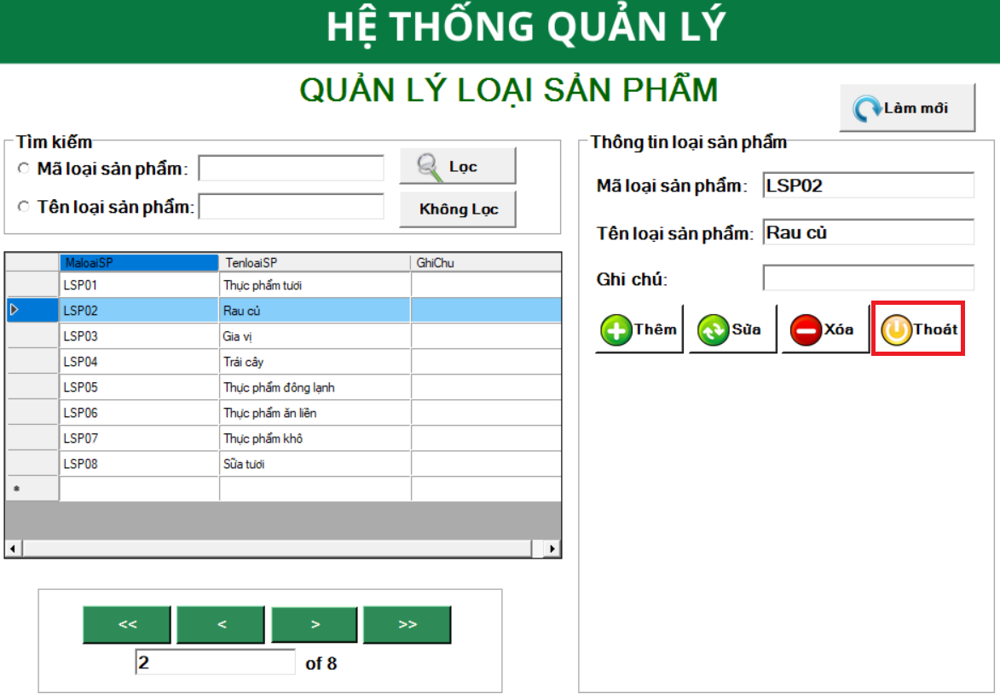 HỆ THỐNG QUẢN LÝ
QUẢN LÝ LOẠI SẢN PHẨM
Làm mới
Tìm kiếm
Mã loại sản phẩm:
Lọc
Tên loại sản phẩm:
Không Lọc
MaloaiSP TenloaiSP GhiChu
LSP01 Thực phẩm tươi
LSP02 Rau củ
LSP03 Gia vị
LSP04 Trái cây
LSP05 Thực phẩm đông lạnh
LSP06 Thực phẩm ăn liền
LSP07 Thực phẩm khô
LSP08 Sữa tươi
*
<< < > >>
2 of 8
Thông tin loại sản phẩm
Mã loại sản phẩm: LSP02
Tên loại sản phẩm: Rau củ
Ghi chú:
Thêm Sửa Xóa Thoát